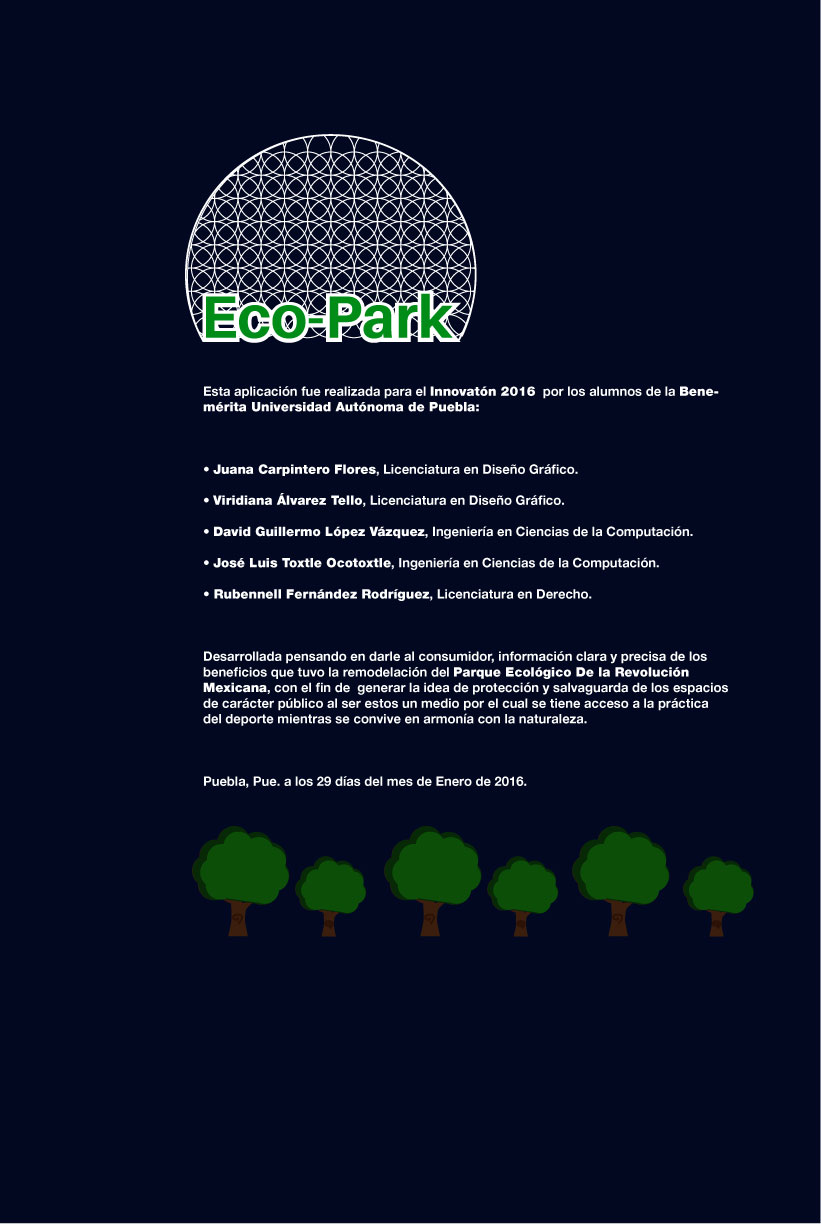 Eco-Park
Esta aplicación fue realizada para el Innovatón 2016  por los alumnos de la Bene-
mérita Universidad Autónoma de Puebla:
• Juana Carpintero Flores, Licenciatura en Diseño Gráfico.
• Viridiana Álvarez Tello, Licenciatura en Diseño Gráfico.
• David Guillermo López Vázquez, Ingeniería en Ciencias de la Computación.
• José Luis Toxtle Ocotoxtle, Ingeniería en Ciencias de la Computación.
• Rubennell Fernández Rodríguez, Licenciatura en Derecho.
Desarrollada pensando en darle al consumidor, información clara y precisa de los
beneficios que tuvo la remodelación del Parque Ecológico De la Revolución
Mexicana, con el fin de  generar la idea de protección y salvaguarda de los espacios
de carácter público al ser estos un medio por el cual se tiene acceso a la práctica
del deporte mientras se convive en armonía con la naturaleza.
Puebla, Pue. a los 29 días del mes de Enero de 2016.